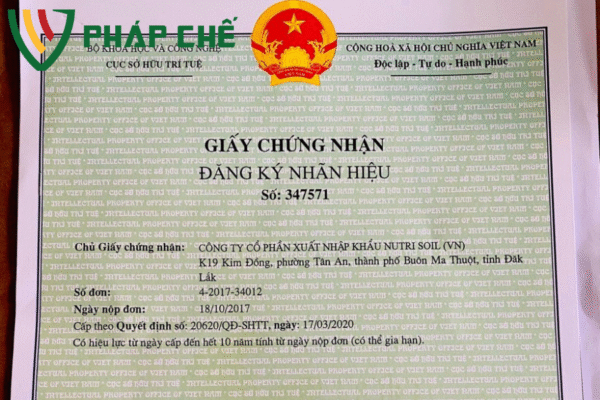 PHÁP CHẾ
BỘ KHOA HỌC VÀ CÔNG NGHỆ
CỤC SỞ HỮU TRÍ TUỆ
CỘNG HOÀ XÃ HỘI CHỦ NGHĨA VIỆT NAM
Độc lập - Tự do - Hạnh phúc
GIẤY CHỨNG NHẬN
ĐĂNG KÝ NHÃN HIỆU
Số: 347571
Chủ Giấy chứng nhận: CÔNG TY CỔ PHẦN XUẤT NHẬP KHẨU NUTRI SOIL (VN)
K19 Kim Đồng, phường Tân An, thành phố Buôn Ma Thuột, tỉnh Đăk
Lăk
Số đơn: 4-2017-34012
Ngày nộp đơn: 18/10/2017
Cấp theo Quyết định số: 20620/QĐ-SHTT, ngày: 17/03/2020
Có hiệu lực từ ngày cấp đến hết 10 năm tính từ ngày nộp đơn (có thể gia hạn).